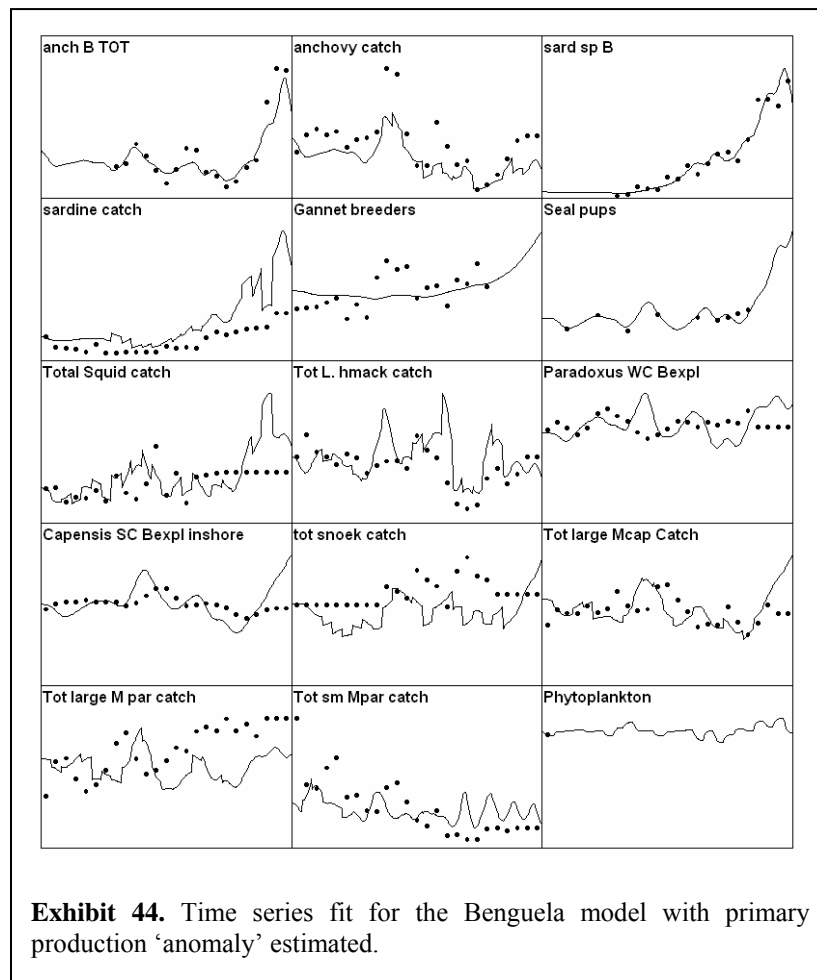 anch B TOT
anchovy catch
sard sp B
sardine catch
Gannet breeders
Seal pups
Total Squid catch
Tot L. hmack catch
Paradoxus WC Bexpl
Capensis SC Bexpl inshore
tot snoek catch
Tot large Mcap Catch
Tot large M par catch
Tot sm Mpar catch
Phytoplankton
Exhibit 44. Time series fit for the Benguela model with primary
production ‘anomaly’ estimated.